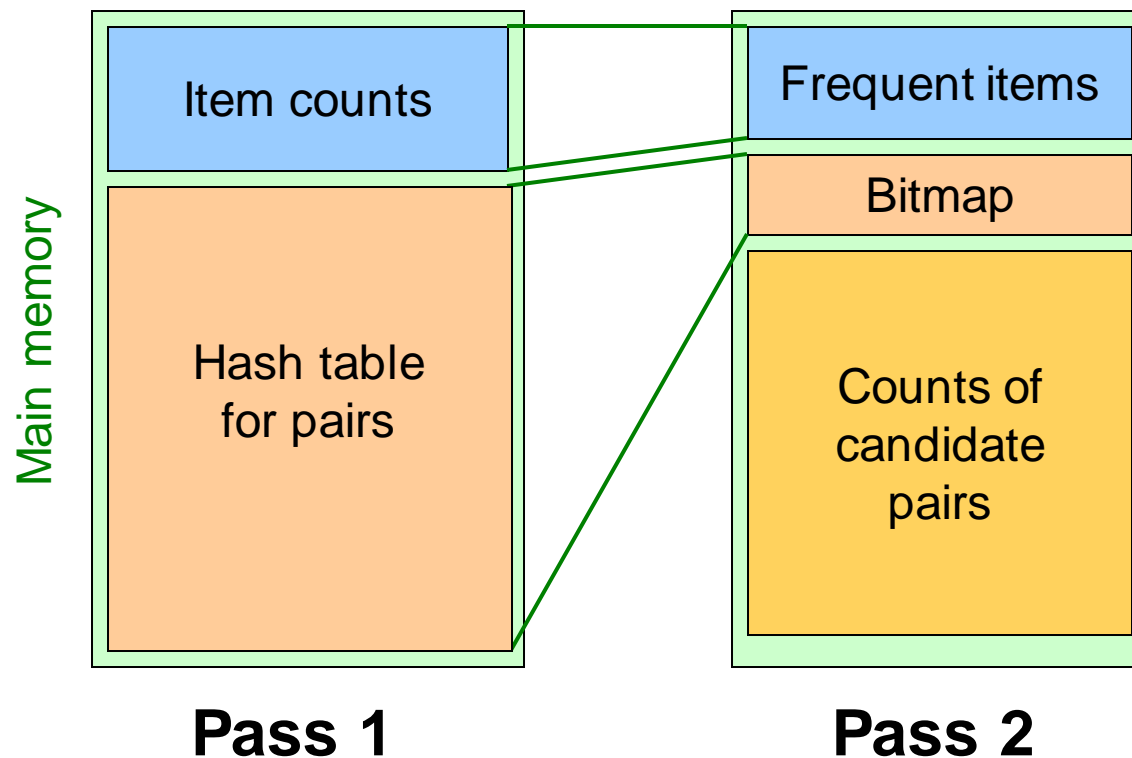 Main memory
Item counts
Hash table
for pairs
Pass 1
Frequent items
Bitmap
Counts of
candidate
pairs
Pass 2